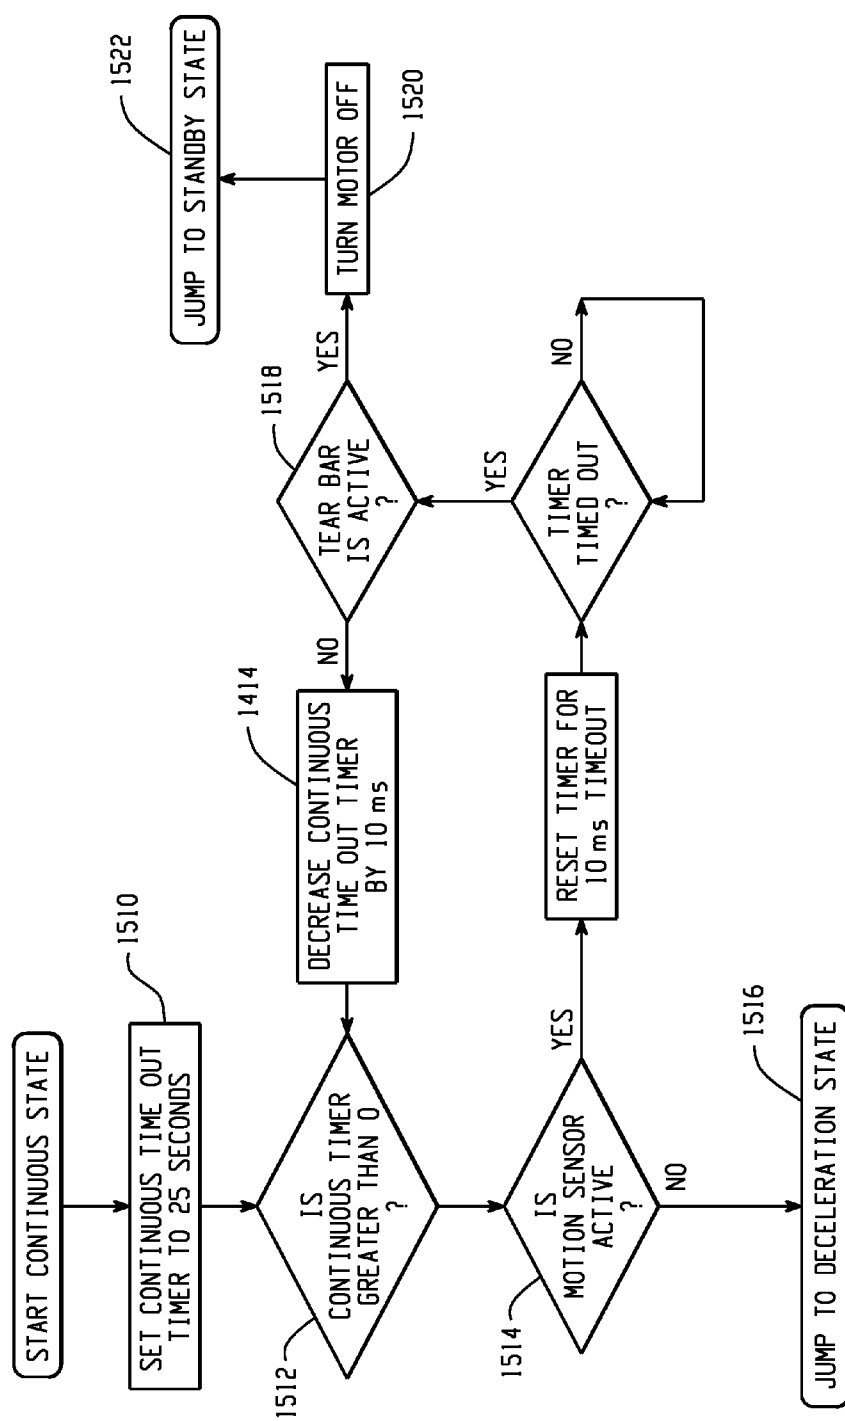 START CONTINUOUS STATE
1510
SET CONTINUOUS TIME OUT
TIMER TO 25 SECONDS
1512
IS
CONTINUOUS TIMER
GREATER THAN 0
?
1414
DECREASE CONTINUOUS
TIME OUT TIMER
BY 10 ms
NO
1518
TEAR BAR
IS ACTIVE
?
YES
TURN MOTOR OFF
1520
JUMP TO STANDBY STATE
1522
1514
IS
MOTION SENSOR
ACTIVE
?
YES
RESET TIMER FOR
10 ms TIMEOUT
TIMER
TIMED OUT
?
YES
NO
NO
JUMP TO DECELERATION STATE
1516